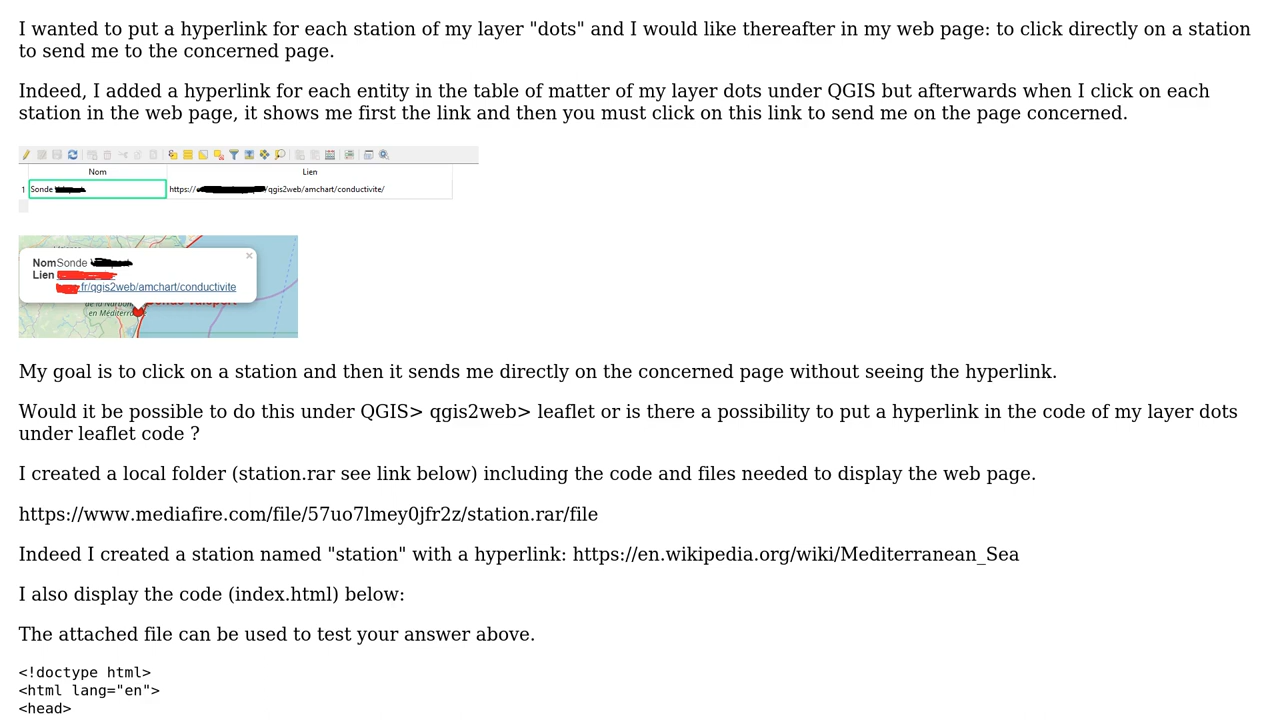 I wanted to put a hyperlink for each station of my layer "dots" and I would like thereafter in my web page: to click directly on a station
to send me to the concerned page.
Indeed, I added a hyperlink for each entity in the table of matter of my layer dots under QGIS but afterwards when I click on each
station in the web page, it shows me first the link and then you must click on this link to send me on the page concerned.
Nom Lien
1 Sonde https:// /qgis2web/amchart/conductivite/
Nom Sonde
Lien
.fr/qgis2web/amchart/conductivite
de la Narbonn
en Méditerra
My goal is to click on a station and then it sends me directly on the concerned page without seeing the hyperlink.
Would it be possible to do this under QGIS> qgis2web> leaflet or is there a possibility to put a hyperlink in the code of my layer dots
under leaflet code ?
I created a local folder (station.rar see link below) including the code and files needed to display the web page.
https://www.mediafire.com/file/57uo7lmey0jfr2z/station.rar/file
Indeed I created a station named "station" with a hyperlink: https://en.wikipedia.org/wiki/Mediterranean_Sea
I also display the code (index.html) below:
The attached file can be used to test your answer above.
<!doctype html>
<html lang="en">
<head>